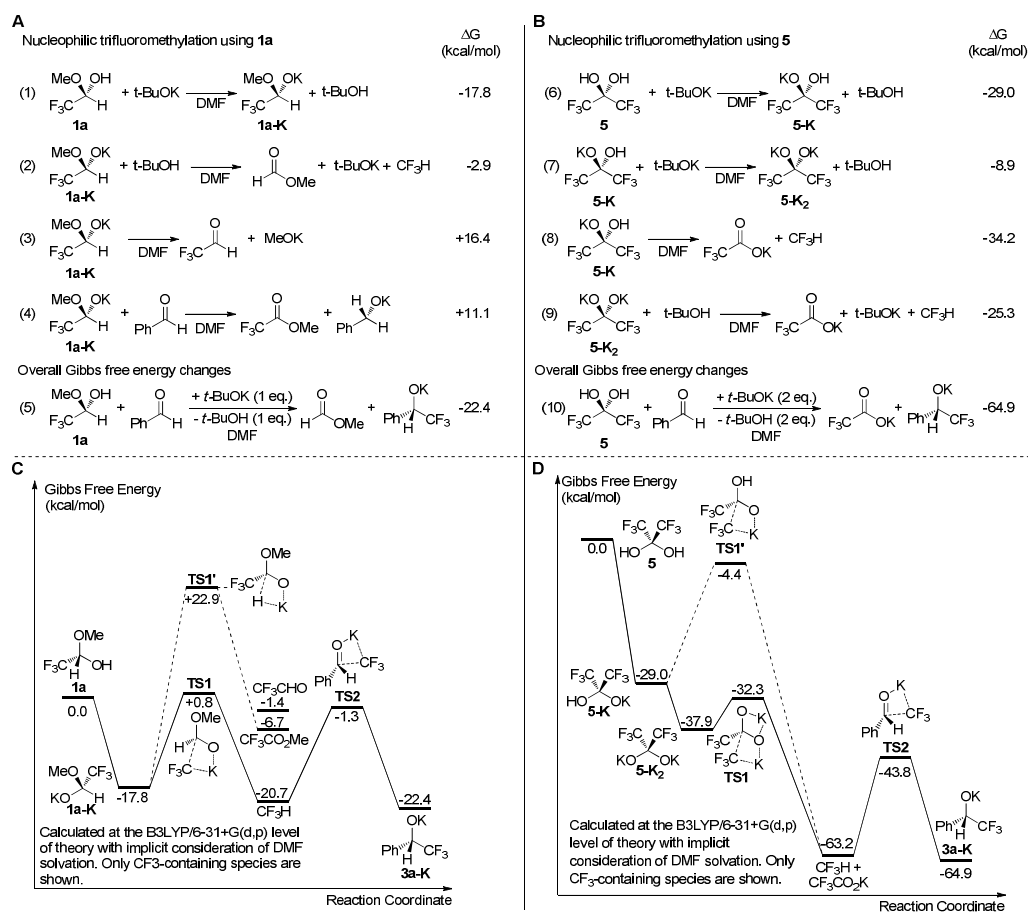 A
Nucleophilic trifluoromethylation using 1a
ΔG
(kcal/mol)
(1) MeO OH F3C H 1a + t-BuOK DMF MeO OK F3C H 1a-K + t-BuOH -17.8
(2) MeO OK F3C H 1a-K + t-BuOH DMF O H OMe + t-BuOK + CF3H -2.9
(3) MeO OK F3C H 1a-K DMF O F3C H + MeOK +16.4
(4) MeO OK F3C H 1a-K + O Ph H DMF O F3C OMe + OK Ph H H +11.1
Overall Gibbs free energy changes
(5) MeO OH F3C H 1a + O Ph H + t-BuOK (1 eq.) - t-BuOH (1 eq.) DMF O H OMe + OK Ph H CF3 -22.4
B
Nucleophilic trifluoromethylation using 5
ΔG
(kcal/mol)
(6) HO OH F3C CF3 5 + t-BuOK DMF KO OH F3C CF3 5-K + t-BuOH -29.0
(7) KO OH F3C CF3 5-K + t-BuOK DMF KO OK F3C CF3 5-K2 + t-BuOH -8.9
(8) KO OH F3C CF3 5-K DMF O F3C OK + CF3H -34.2
(9) KO OK F3C CF3 5-K2 + t-BuOH DMF O F3C OK + t-BuOK + CF3H -25.3
Overall Gibbs free energy changes
(10) HO OH F3C CF3 5 + O Ph H + t-BuOK (2 eq.) - t-BuOH (2 eq.) DMF O F3C OK + OK Ph H CF3 -64.9
C
Gibbs Free Energy
(kcal/mol)
OMe
F3C H OH
1a
0.0
MeO CF3
KO H
1a-K
-17.8
TS1'
+22.9
OMe
F3C O
H K
TS1
+0.8
OMe
H O
F3C K
CF3CHO
-1.4
-6.7
CF3CO2Me
-20.7
CF3H
K
O
CF3
Ph H
TS2
-1.3
-22.4
OK
Ph H CF3
3a-K
Calculated at the B3LYP/6-31+G(d,p) level
of theory with implicit consideration of DMF
solvation. Only CF3-containing species are
shown.
Reaction Coordinate
D
Gibbs Free Energy
(kcal/mol)
0.0
F3C CF3
HO OH
5
OH
F3C O
F3C K
TS1'
-4.4
-29.0
F3C CF3
HO OK
5-K
-37.9
F3C CF3
KO OK
5-K2
-32.3
O K
F3C O
F3C K
TS1
-63.2
CF3H +
CF3CO2K
K
O
CF3
Ph H
TS2
-43.8
OK
Ph H CF3
3a-K
-64.9
Calculated at the B3LYP/6-31+G(d,p)
level of theory with implicit
consideration of DMF solvation. Only
CF3-containing species are shown.
Reaction Coordinate